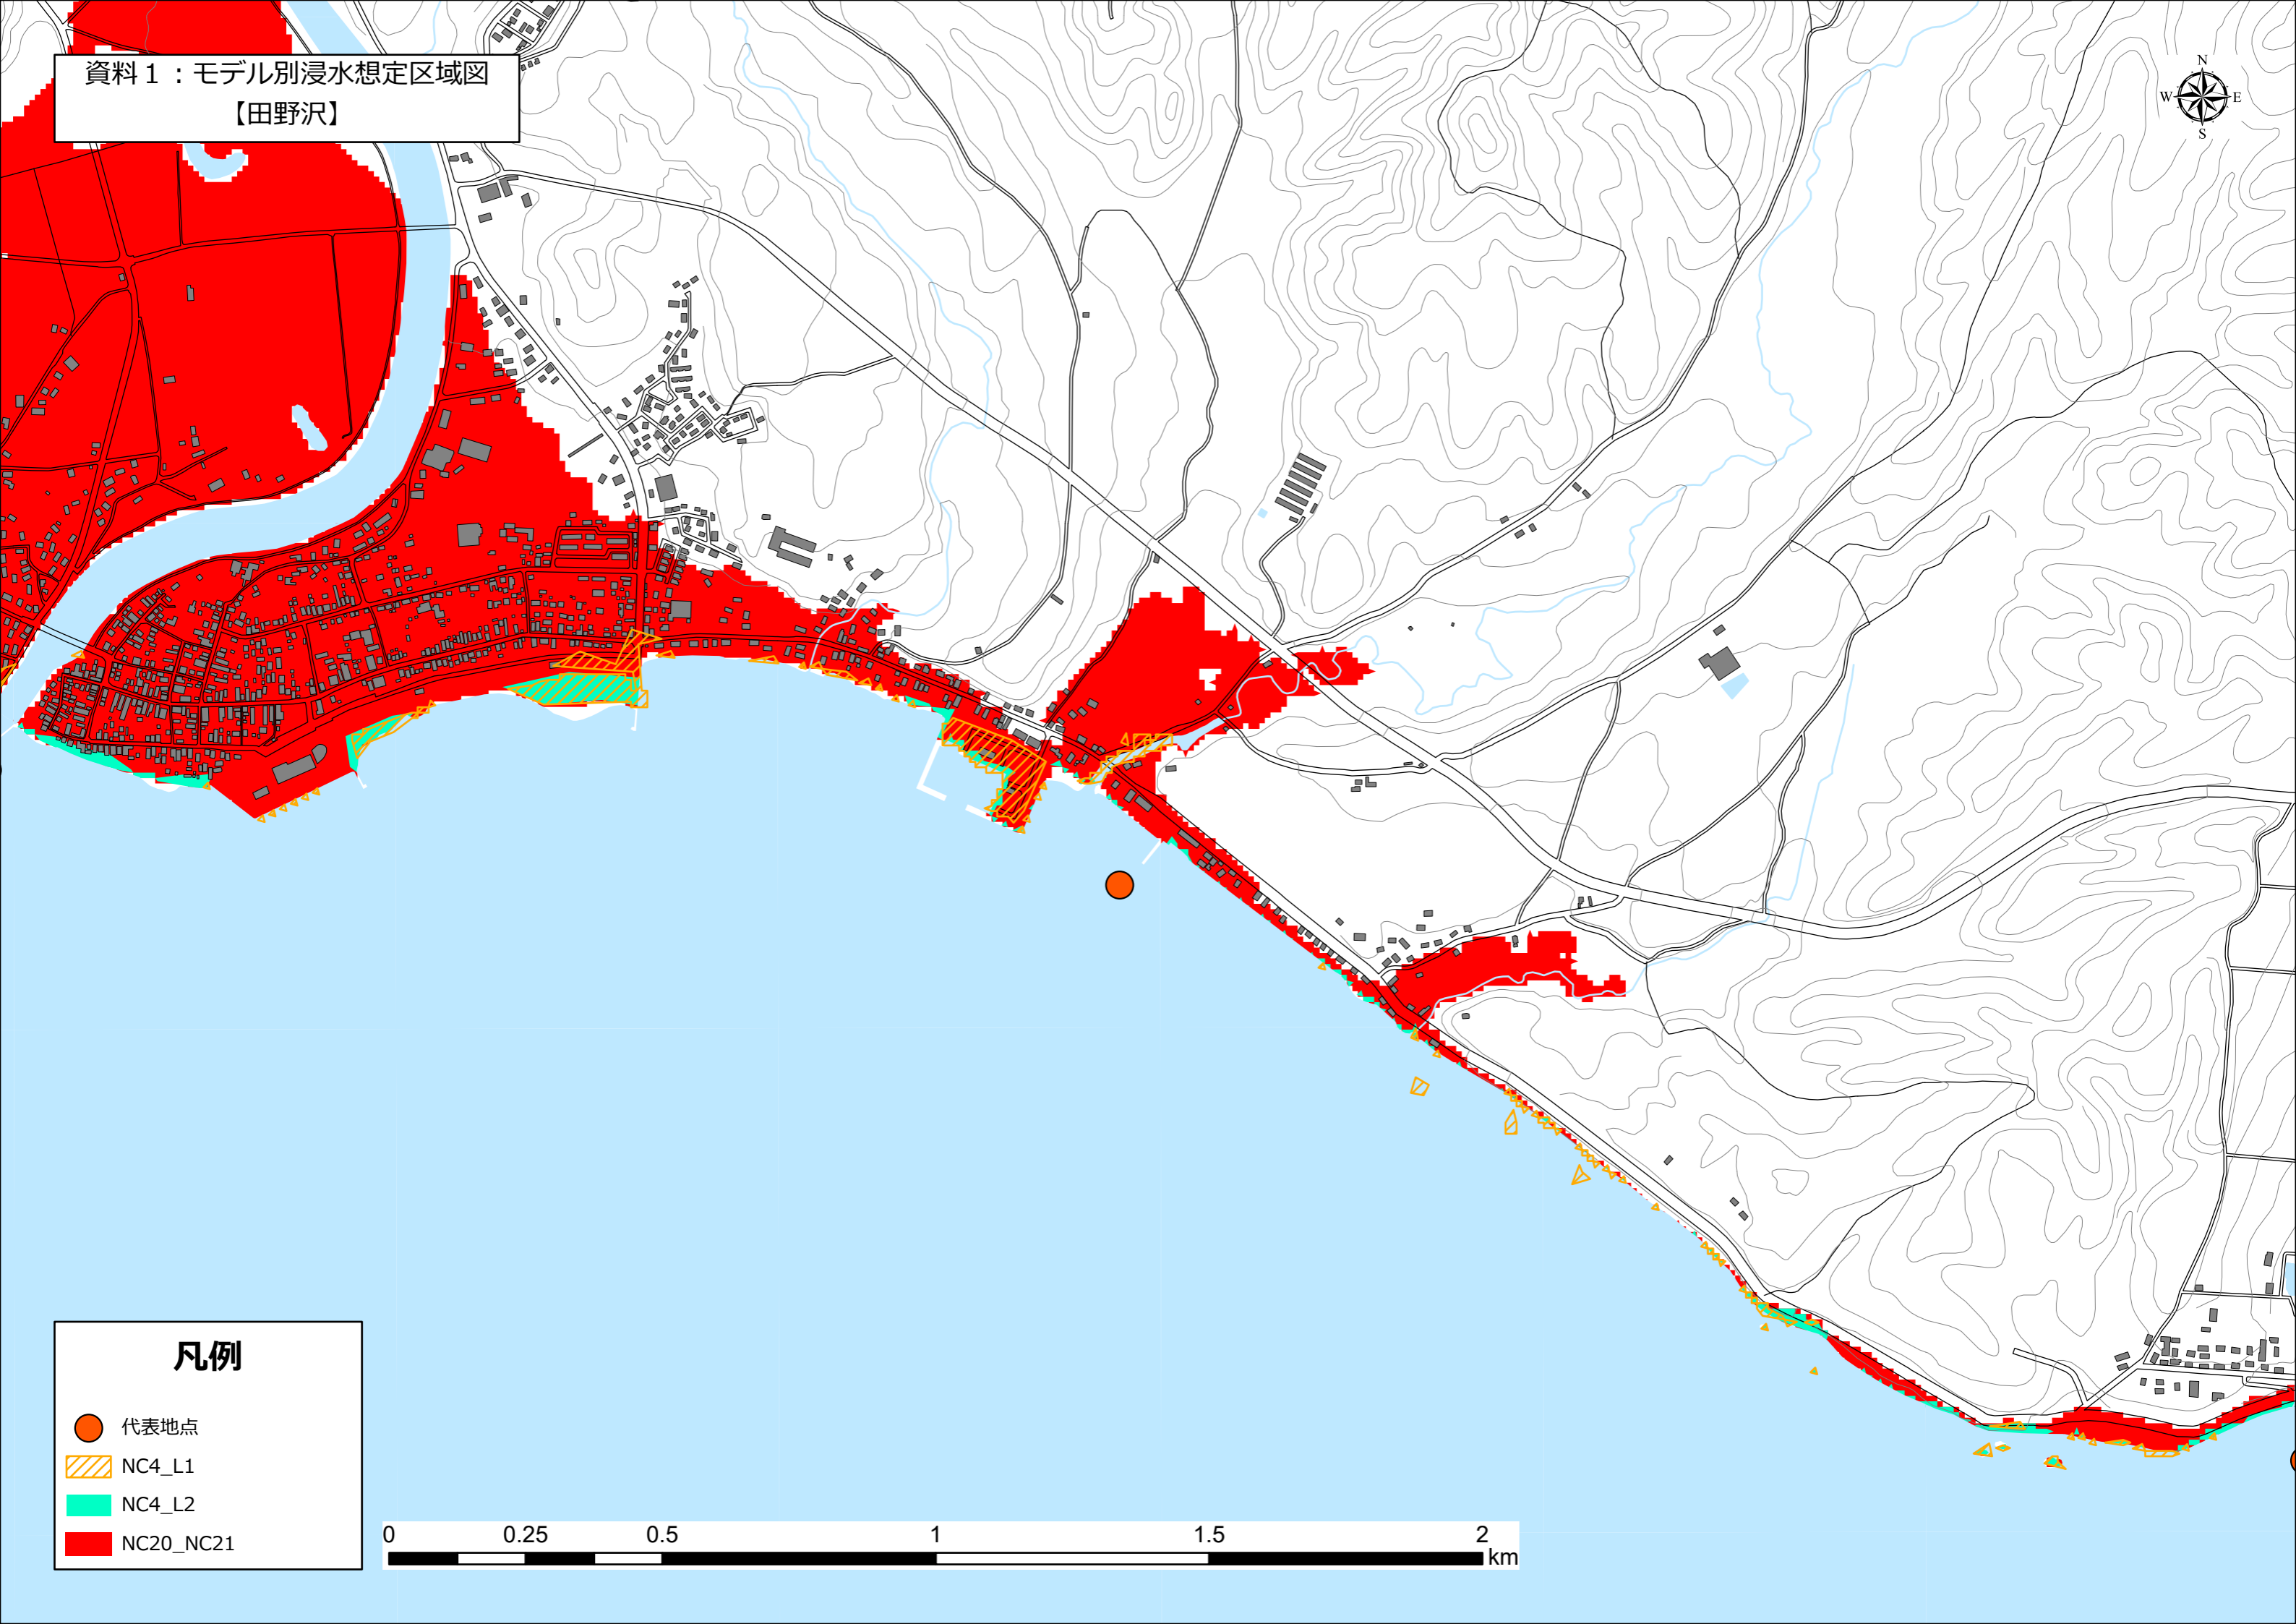 資料１：モデル別浸水想定区域図
【田野沢】
N
W E
S
凡例
代表地点
NC4_L1
NC4_L2
NC20_NC21
0 0.25 0.5 1 1.5 2
km